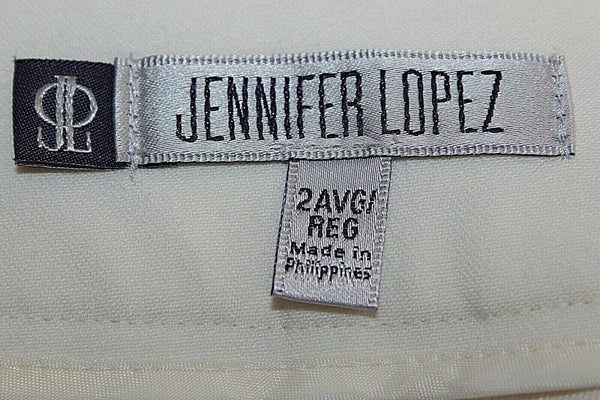 JL
JENNIFER LOPEZ
2AVG/
REG
Made in
Philippines